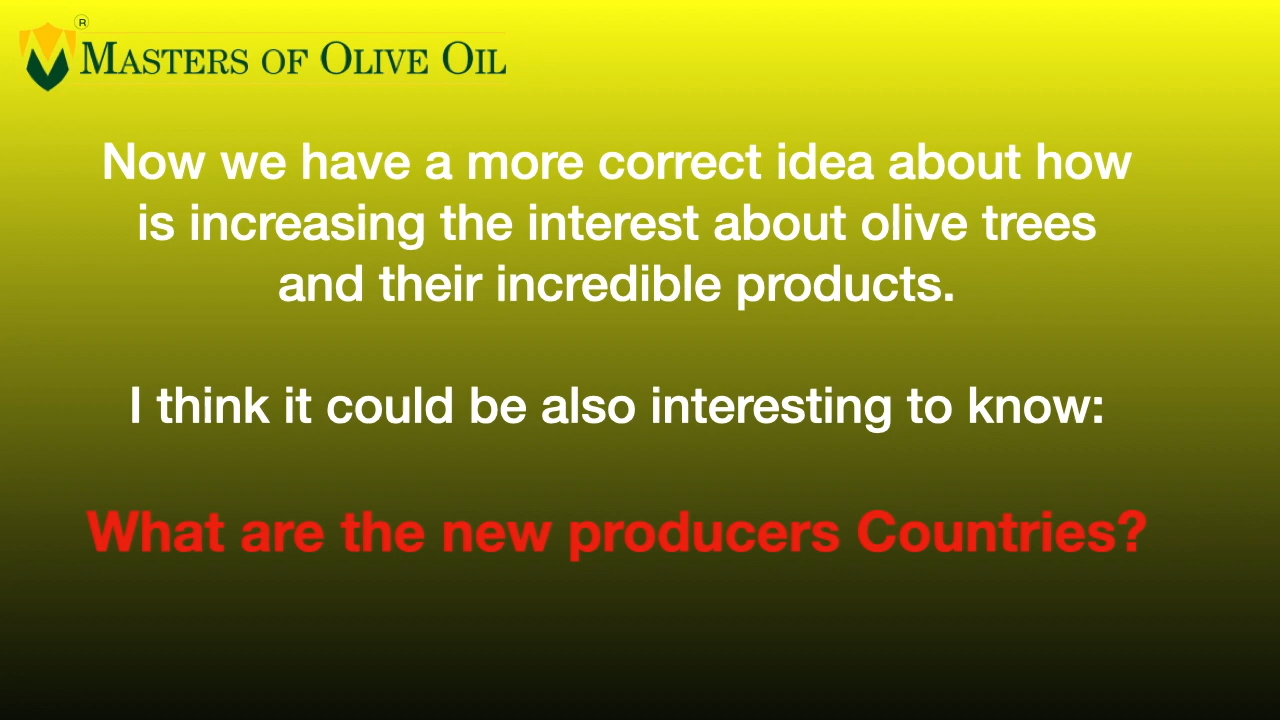 ®
MASTERS OF OLIVE OIL
Now we have a more correct idea about how
is increasing the interest about olive trees
and their incredible products.
I think it could be also interesting to know:
What are the new producers Countries?